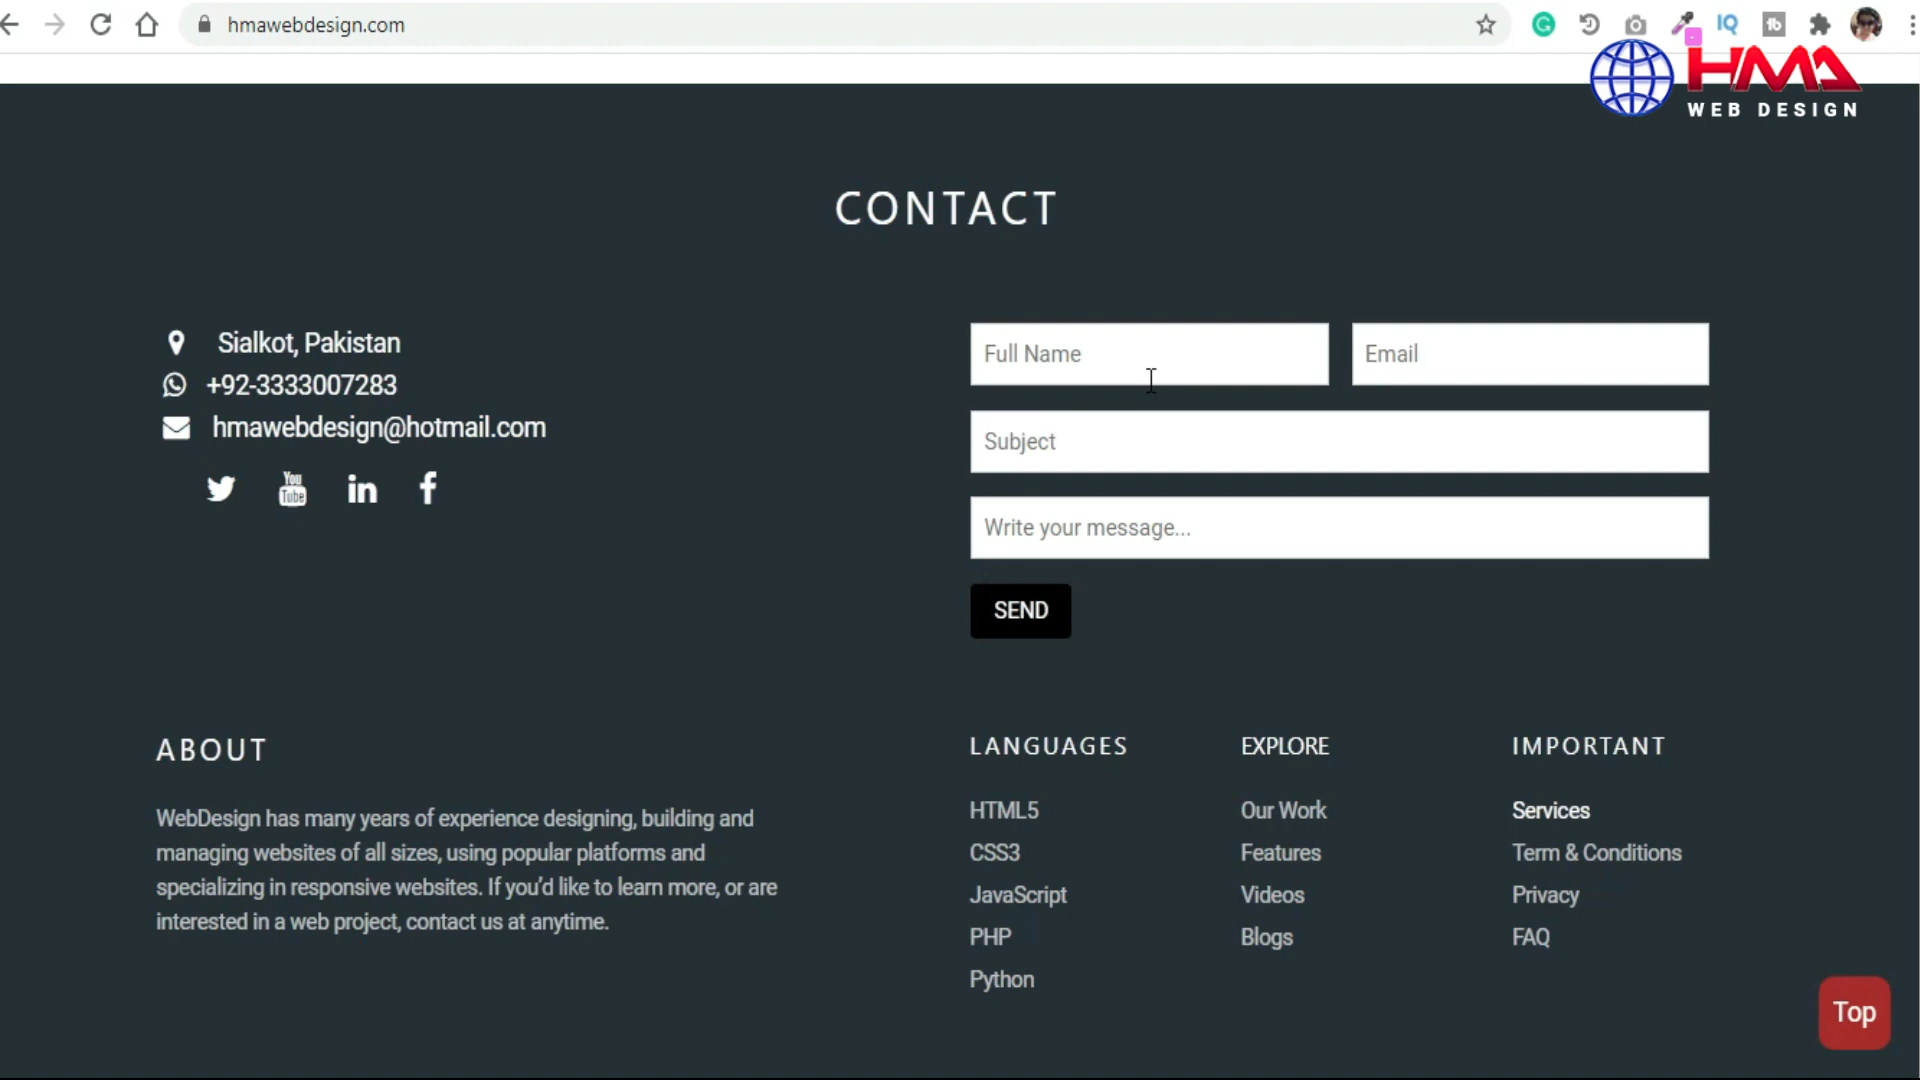 hmawebdesign.com
HMA
WEB DESIGN
CONTACT
Sialkot, Pakistan
+92-3333007283
hmawebdesign@hotmail.com
You
Tube
in
f
Full Name
Email
Subject
Write your message...
SEND
ABOUT
WebDesign has many years of experience designing, building and
managing websites of all sizes, using popular platforms and
specializing in responsive websites. If you’d like to learn more, or are
interested in a web project, contact us at anytime.
LANGUAGES
HTML5
CSS3
JavaScript
PHP
Python
EXPLORE
Our Work
Features
Videos
Blogs
IMPORTANT
Services
Term & Conditions
Privacy
FAQ
Top